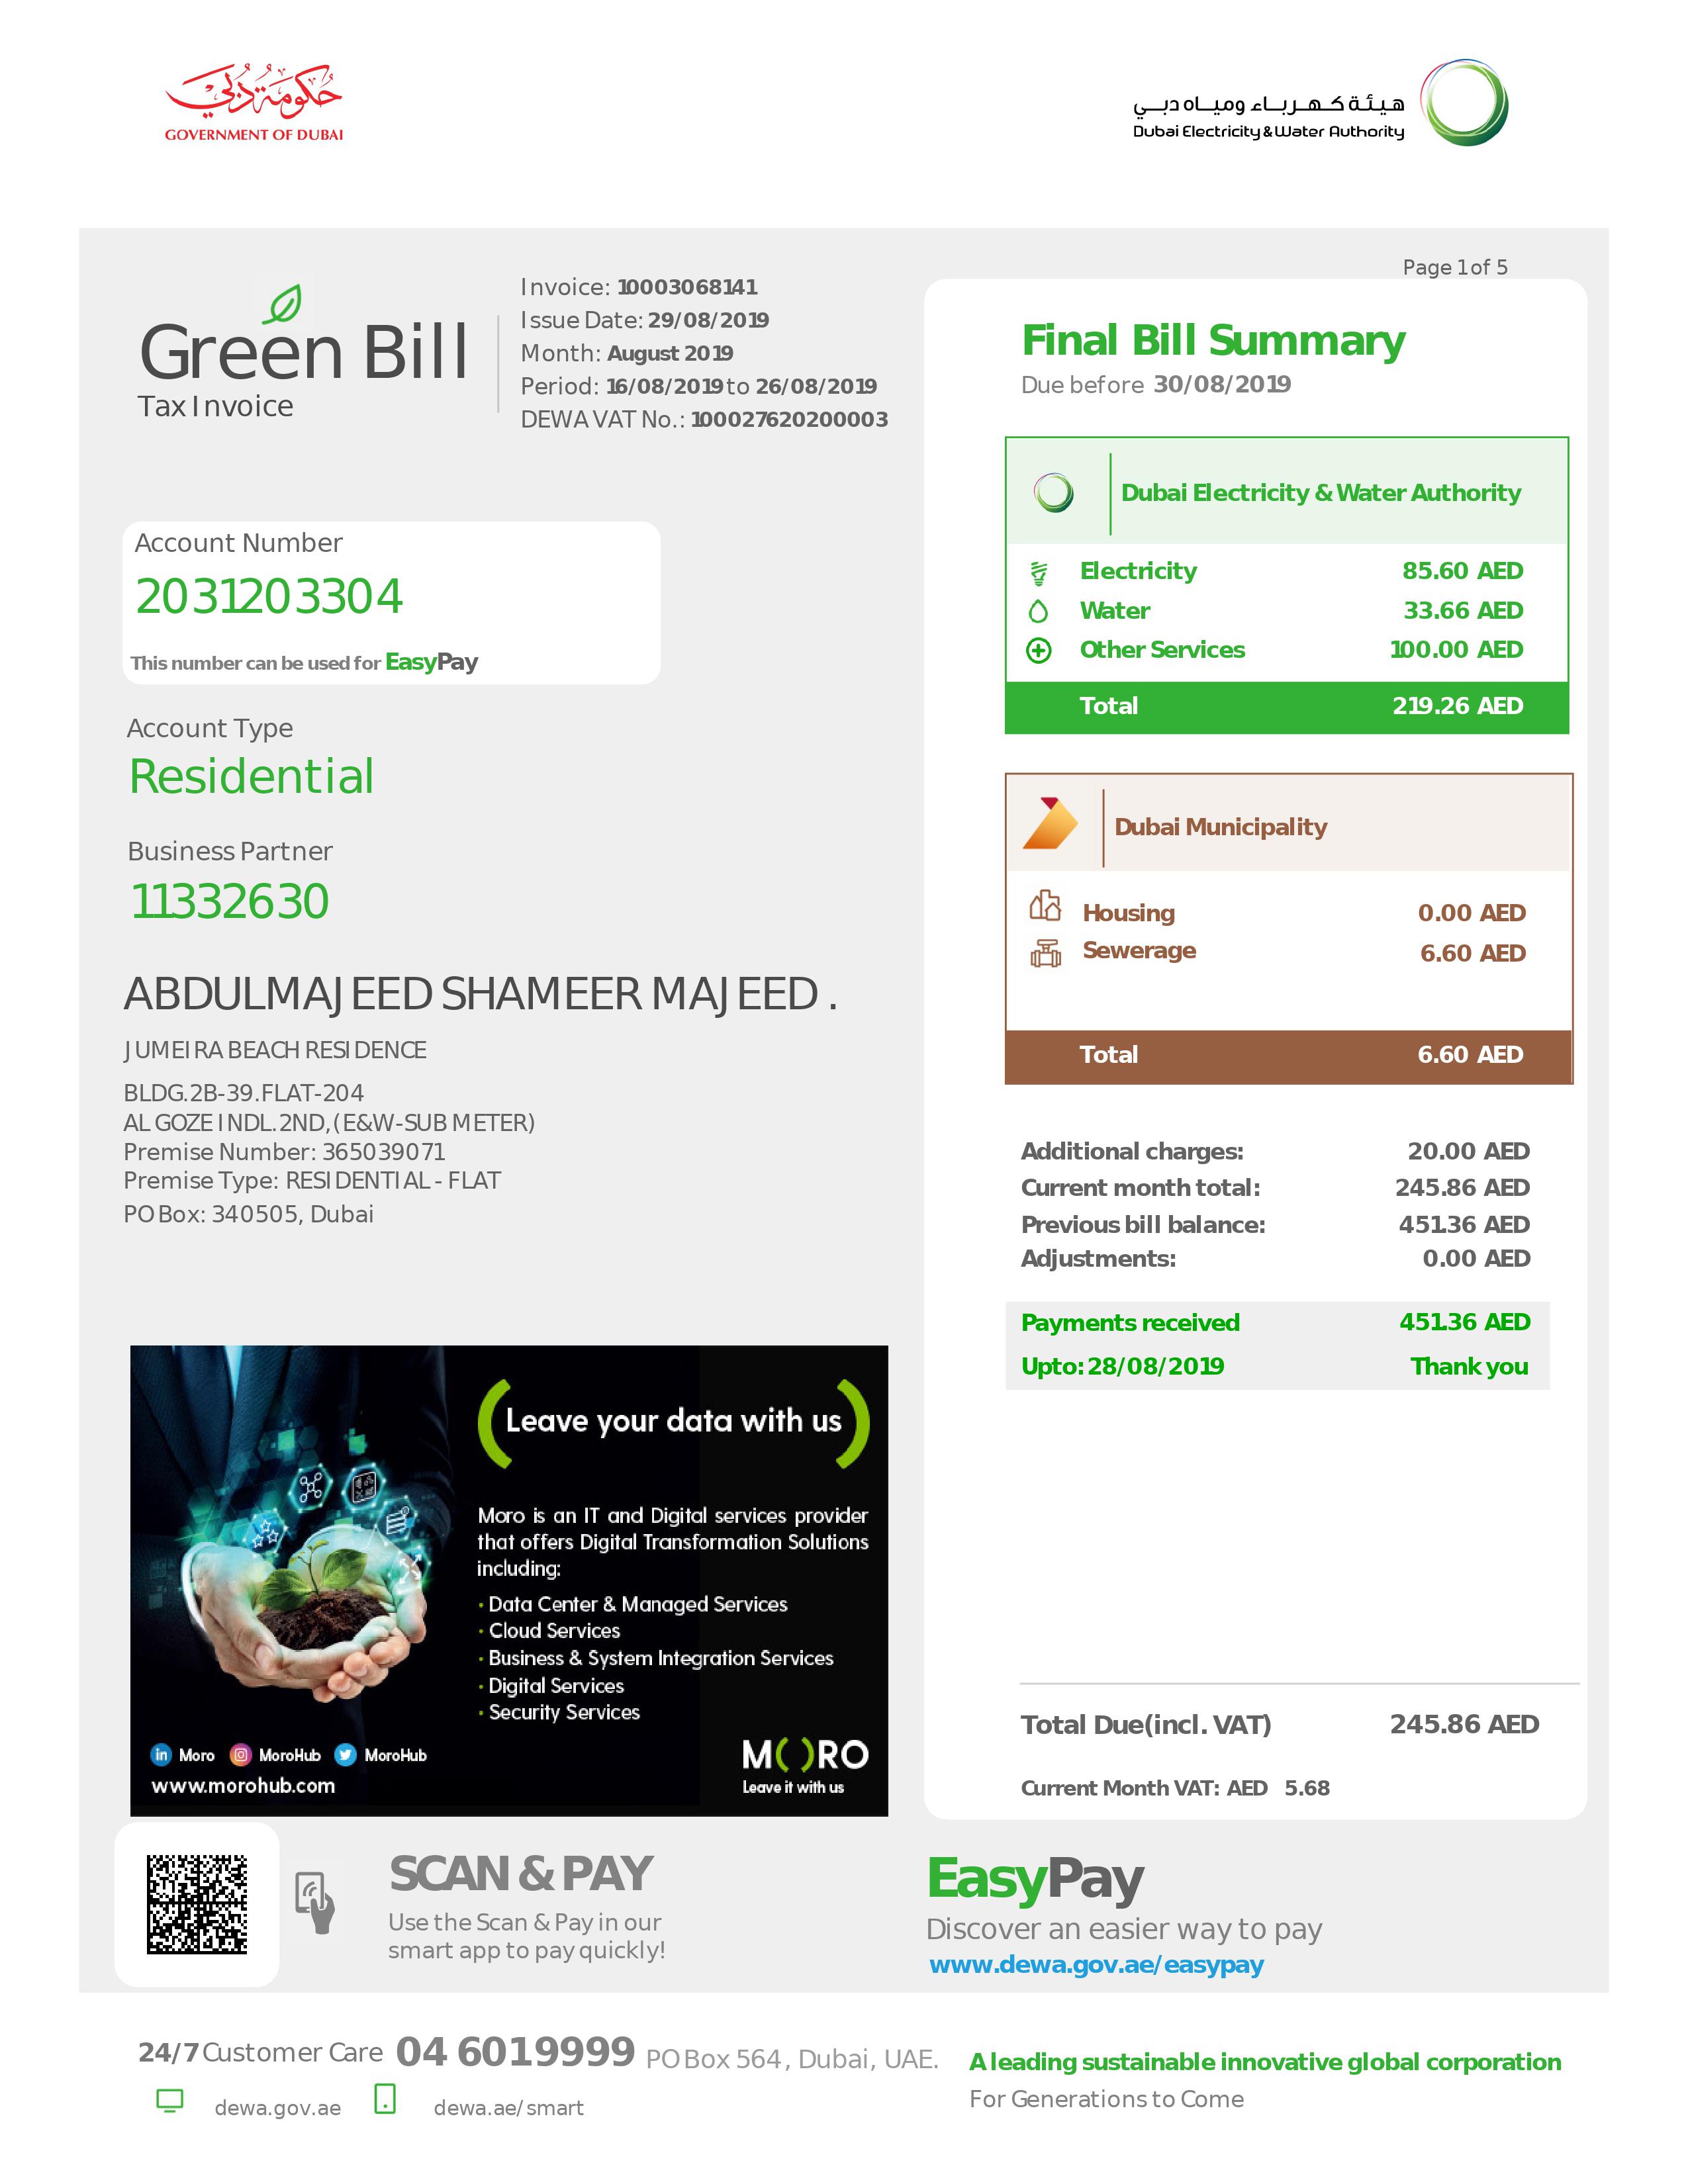 حكومة دبي
GOVERNMENT OF DUBAI
هيئة كهرباء ومياه دبي
Dubai Electricity & Water Authority
Page 1 of 5
Green Bill
Tax Invoice
Invoice: 10003068141
Issue Date: 29/08/2019
Month: August 2019
Period: 16/08/2019 to 26/08/2019
DEWA VAT No.: 100027620200003
Account Number
2031203304
This number can be used for EasyPay
Account Type
Residential
Business Partner
11332630
ABDULMAJEED SHAMEER MAJEED .
JUMEIRA BEACH RESIDENCE
BLDG.2B-39.FLAT-204
AL GOZE INDL. 2ND,(E&W-SUB METER)
Premise Number: 365039071
Premise Type: RESIDENTIAL - FLAT
PO Box: 340505, Dubai
Final Bill Summary
Due before 30/08/2019
Dubai Electricity & Water Authority
Electricity 85.60 AED
Water 33.66 AED
Other Services 100.00 AED
Total 219.26 AED
Dubai Municipality
Housing 0.00 AED
Sewerage 6.60 AED
Total 6.60 AED
Additional charges: 20.00 AED
Current month total: 245.86 AED
Previous bill balance: 451.36 AED
Adjustments: 0.00 AED
Payments received 451.36 AED
Upto: 28/08/2019 Thank you
Total Due(incl. VAT) 245.86 AED
Current Month VAT: AED 5.68
(Leave your data with us)
Moro is an IT and Digital services provider
that offers Digital Transformation Solutions
including:
• Data Center & Managed Services
• Cloud Services
• Business & System Integration Services
• Digital Services
• Security Services
in Moro MoroHub MoroHub
www.morohub.com
M()RO
Leave it with us
SCAN & PAY
Use the Scan & Pay in our
smart app to pay quickly!
EasyPay
Discover an easier way to pay
www.dewa.gov.ae/easypay
24/7 Customer Care 04 6019999 PO Box 564, Dubai, UAE.
dewa.gov.ae dewa.ae/smart
A leading sustainable innovative global corporation
For Generations to Come